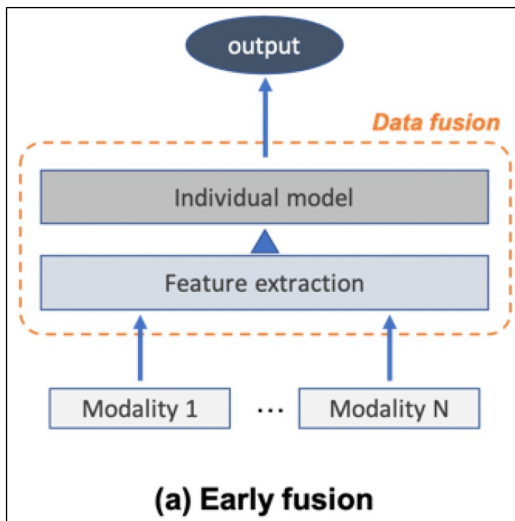 output
Data fusion
Individual model
Feature extraction
Modality 1 ... Modality N
(a) Early fusion